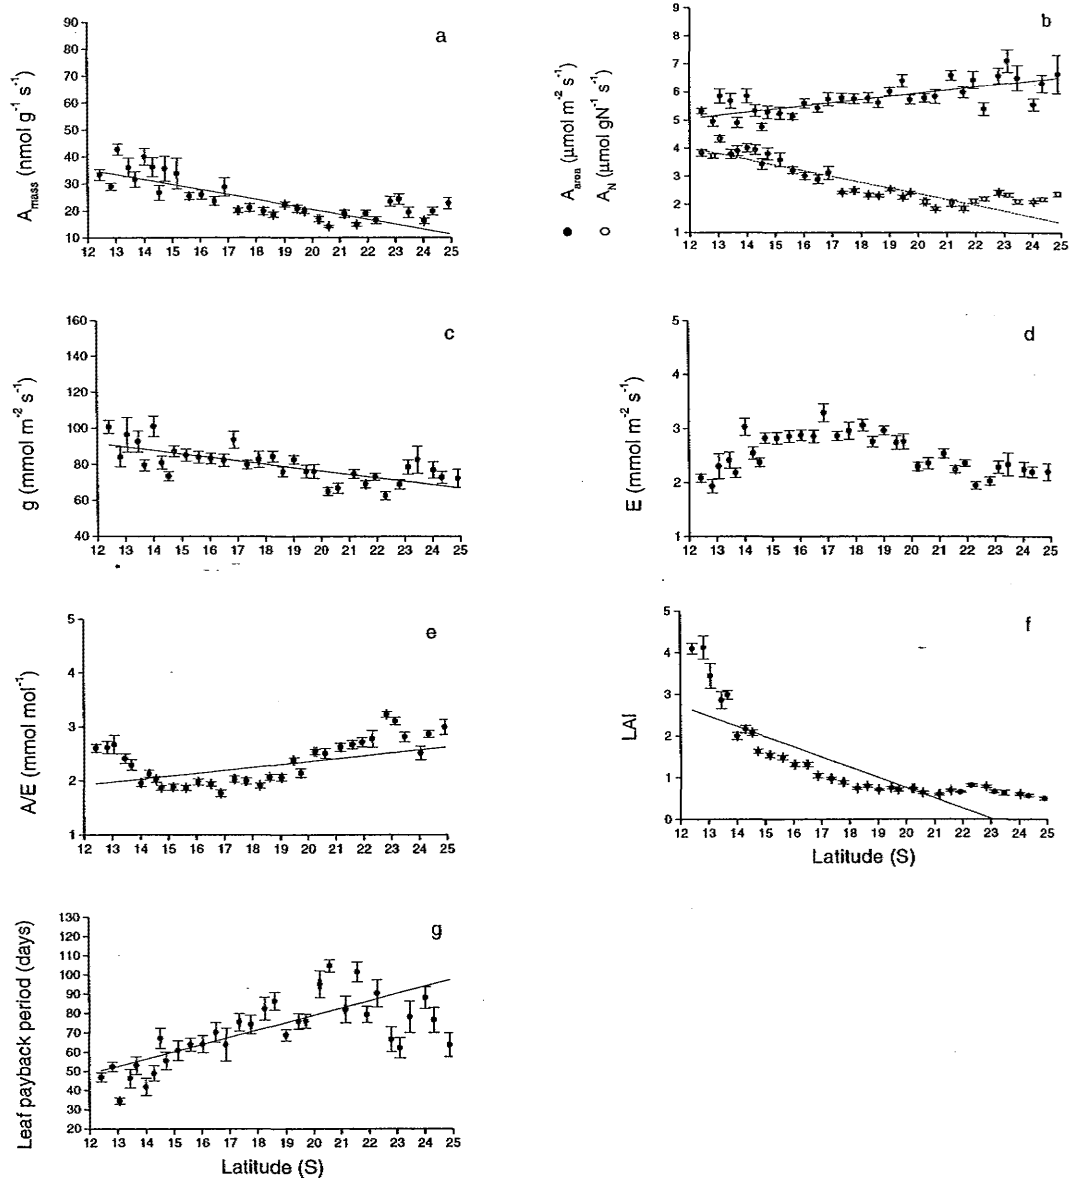 a
A_mass (nmol g⁻¹ s⁻¹)
90
80
70
60
50
40
30
20
10
12 13 14 15 16 17 18 19 20 21 22 23 24 25
b
● A_area (μmol m⁻² s⁻¹)
○ A_N (μmol gN⁻¹ s⁻¹)
9
8
7
6
5
4
3
2
1
12 13 14 15 16 17 18 19 20 21 22 23 24 25
c
g (mmol m⁻² s⁻¹)
160
140
120
100
80
60
40
12 13 14 15 16 17 18 19 20 21 22 23 24 25
d
E (mmol m⁻² s⁻¹)
5
4
3
2
1
12 13 14 15 16 17 18 19 20 21 22 23 24 25
e
A/E (mmol mol⁻¹)
5
4
3
2
1
12 13 14 15 16 17 18 19 20 21 22 23 24 25
f
LAI
5
4
3
2
1
0
12 13 14 15 16 17 18 19 20 21 22 23 24 25
Latitude (S)
g
Leaf payback period (days)
130
120
110
100
90
80
70
60
50
40
30
20
12 13 14 15 16 17 18 19 20 21 22 23 24 25
Latitude (S)